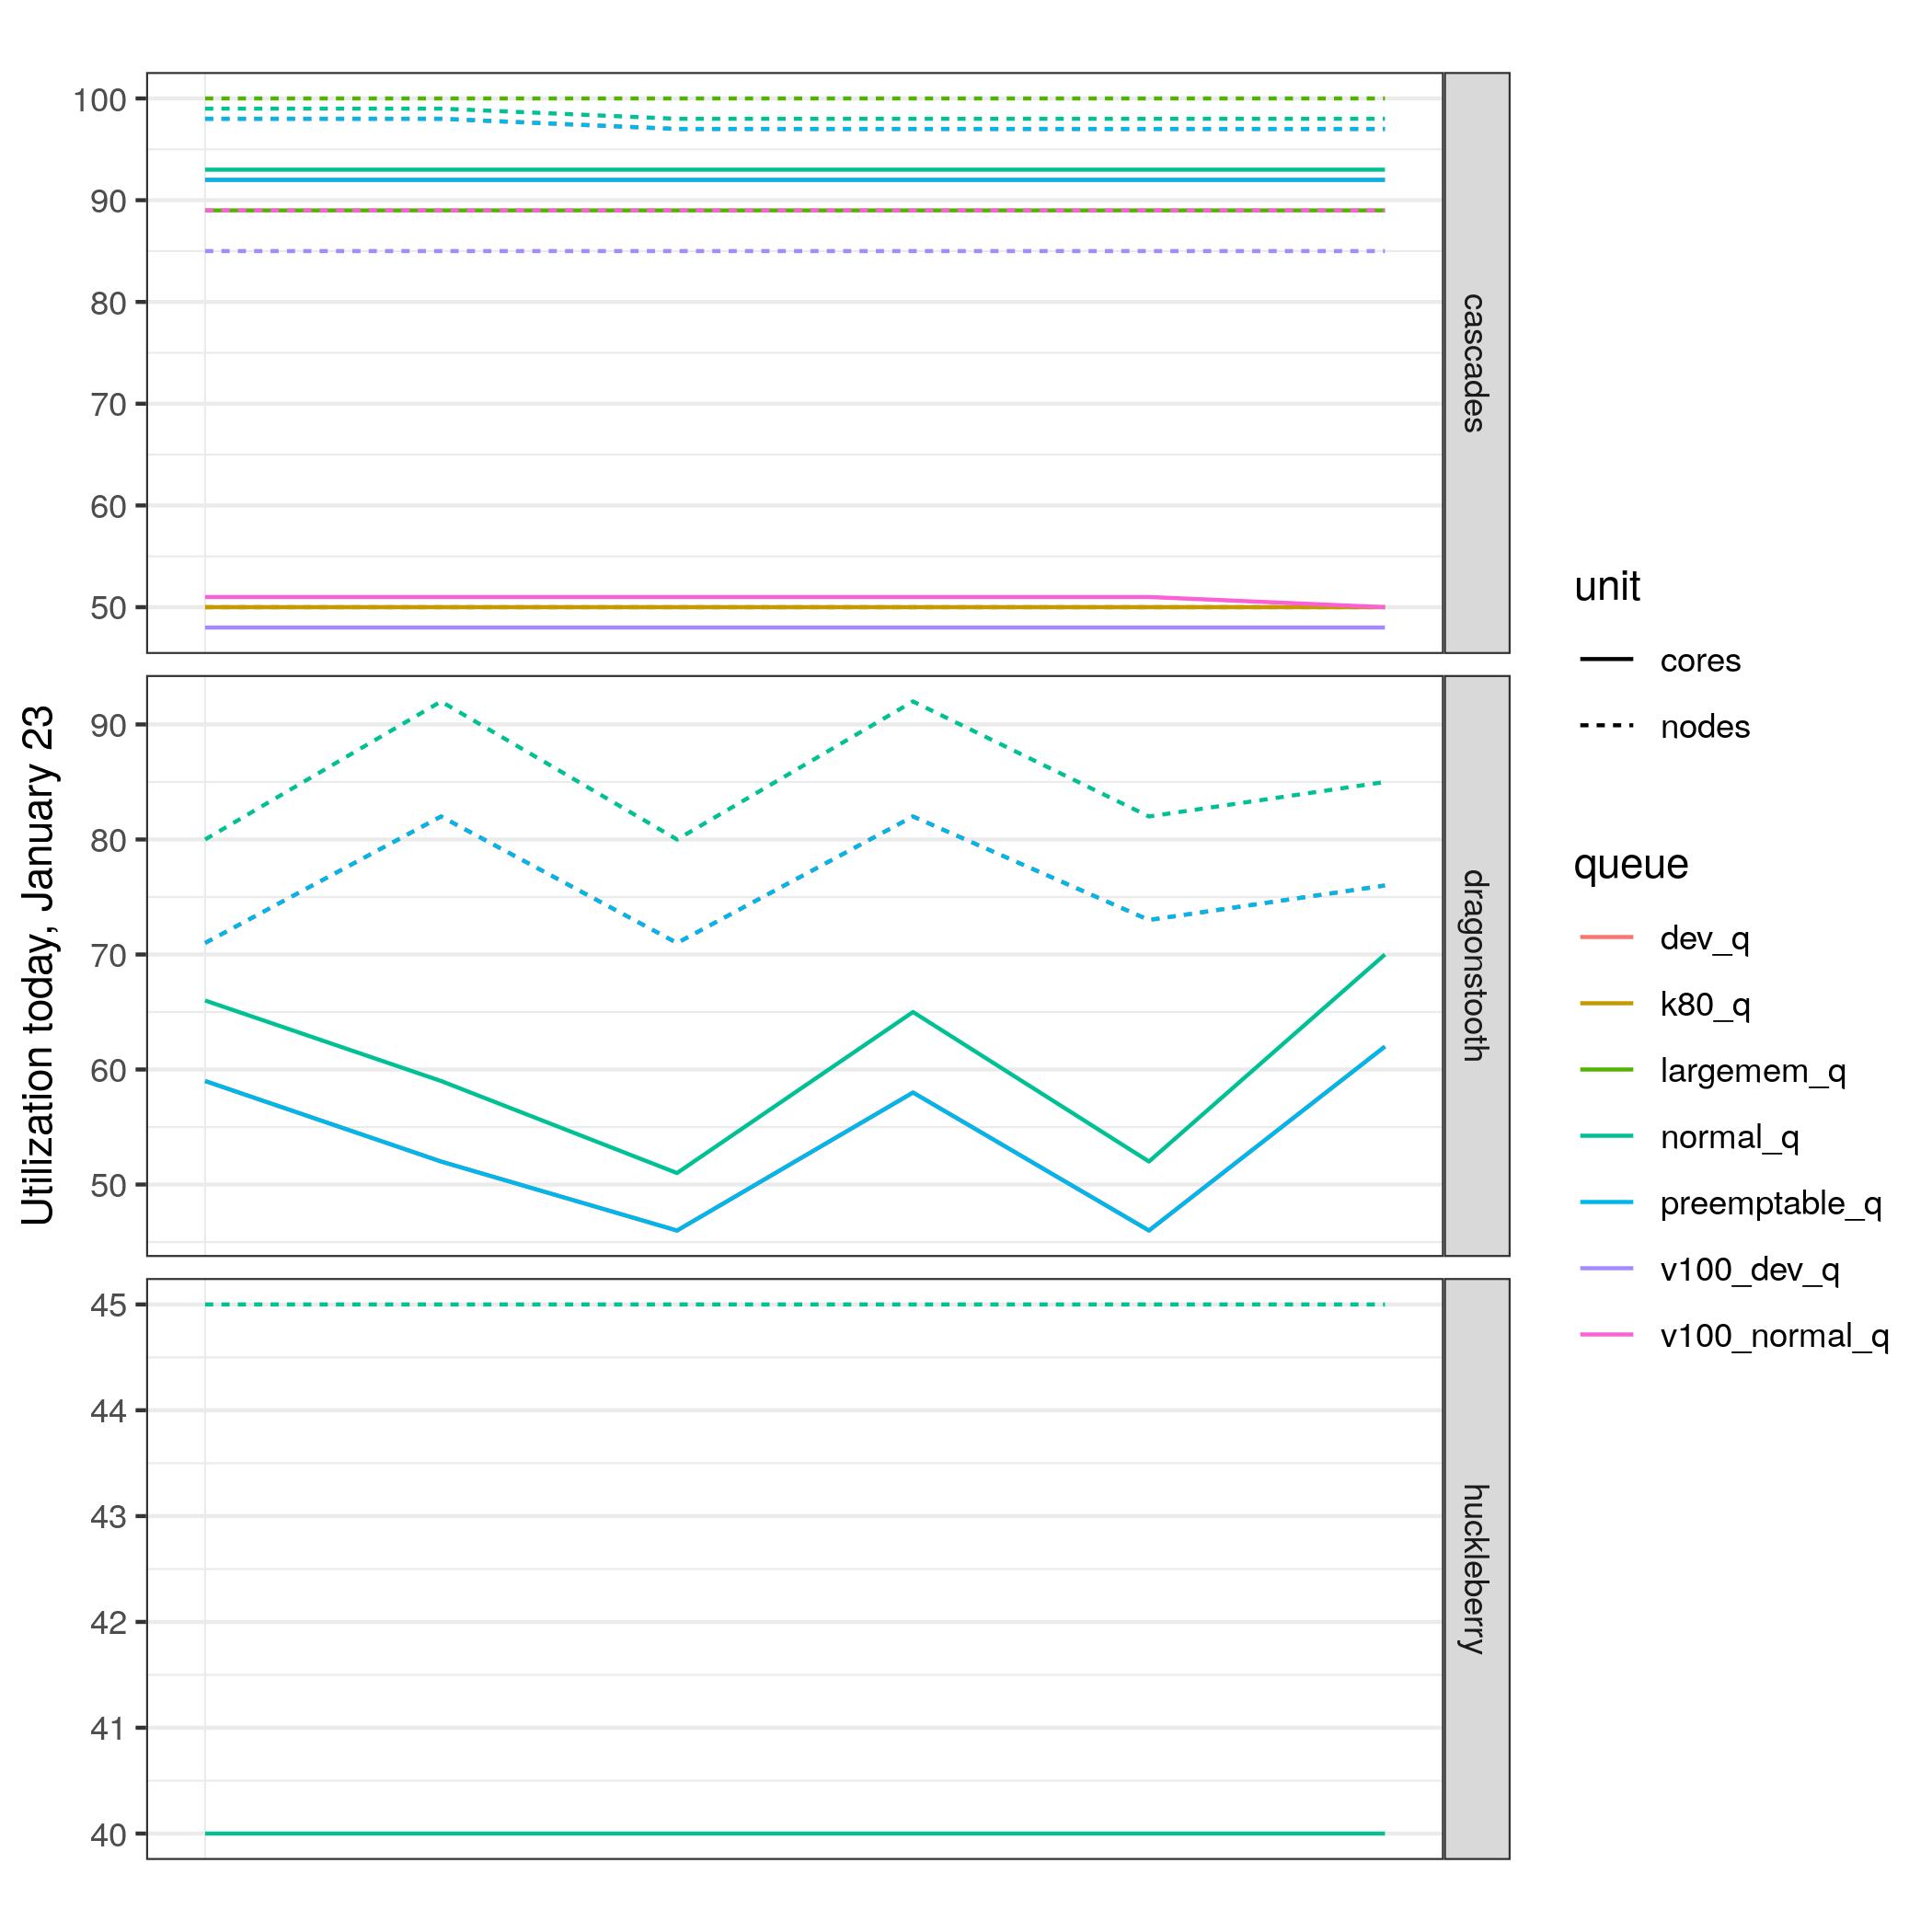 Utilization today, January 23
100
90
80
70
60
50
cascades
90
80
70
60
50
dragonstooth
45
44
43
42
41
40
huckleberry
unit
cores
nodes
queue
dev_q
k80_q
largemem_q
normal_q
preemptable_q
v100_dev_q
v100_normal_q